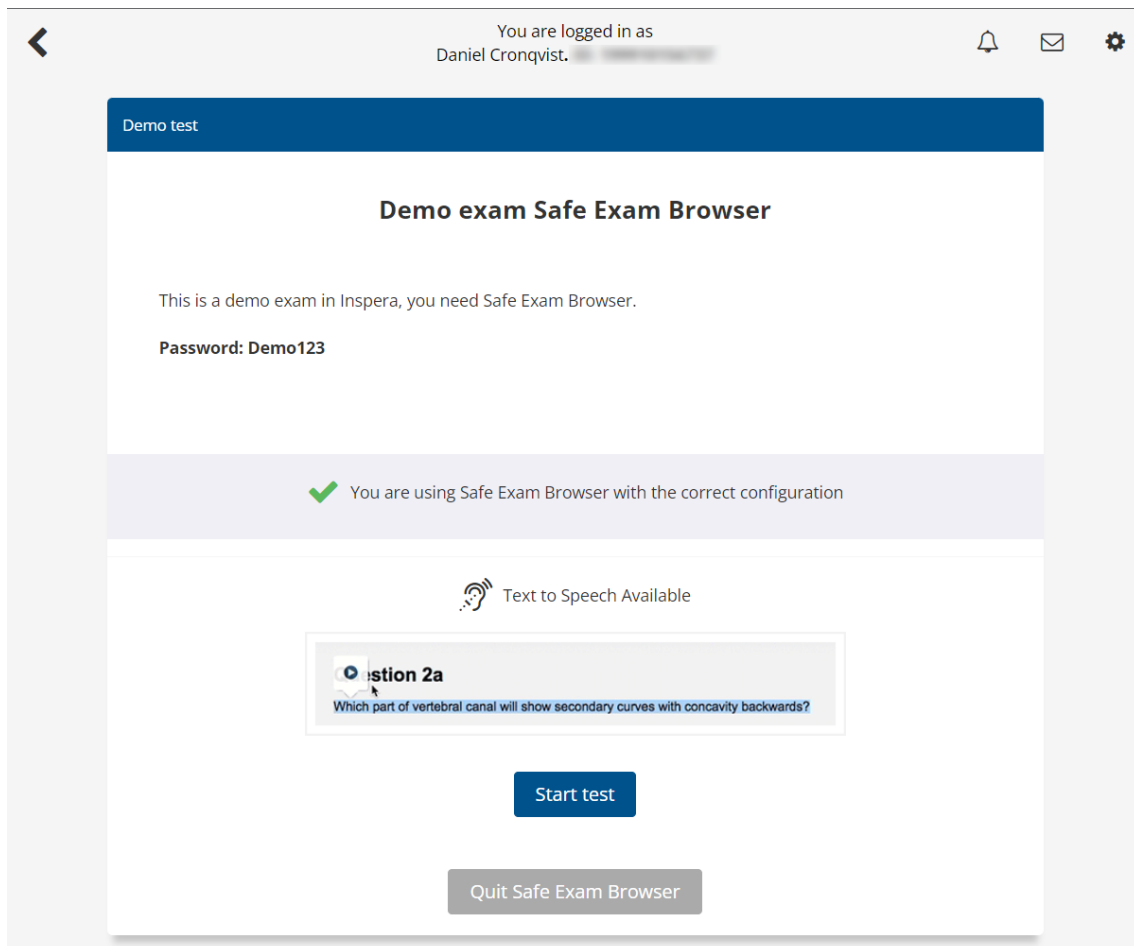 You are logged in as
Daniel Cronqvist.
Demo test
Demo exam Safe Exam Browser
This is a demo exam in Inspera, you need Safe Exam Browser.
Password: Demo123
You are using Safe Exam Browser with the correct configuration
Text to Speech Available
stion 2a
Which part of vertebral canal will show secondary curves with concavity backwards?
Start test
Quit Safe Exam Browser